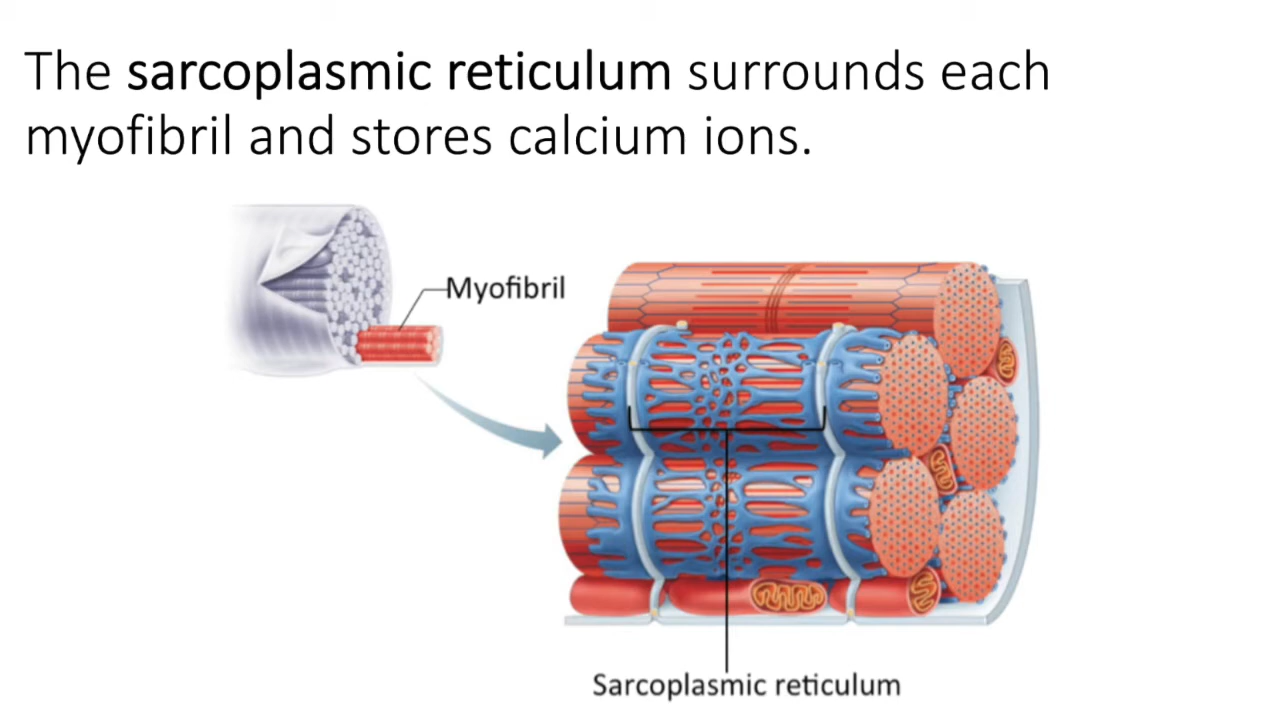 The sarcoplasmic reticulum surrounds each
myofibril and stores calcium ions.
Myofibril
Sarcoplasmic reticulum